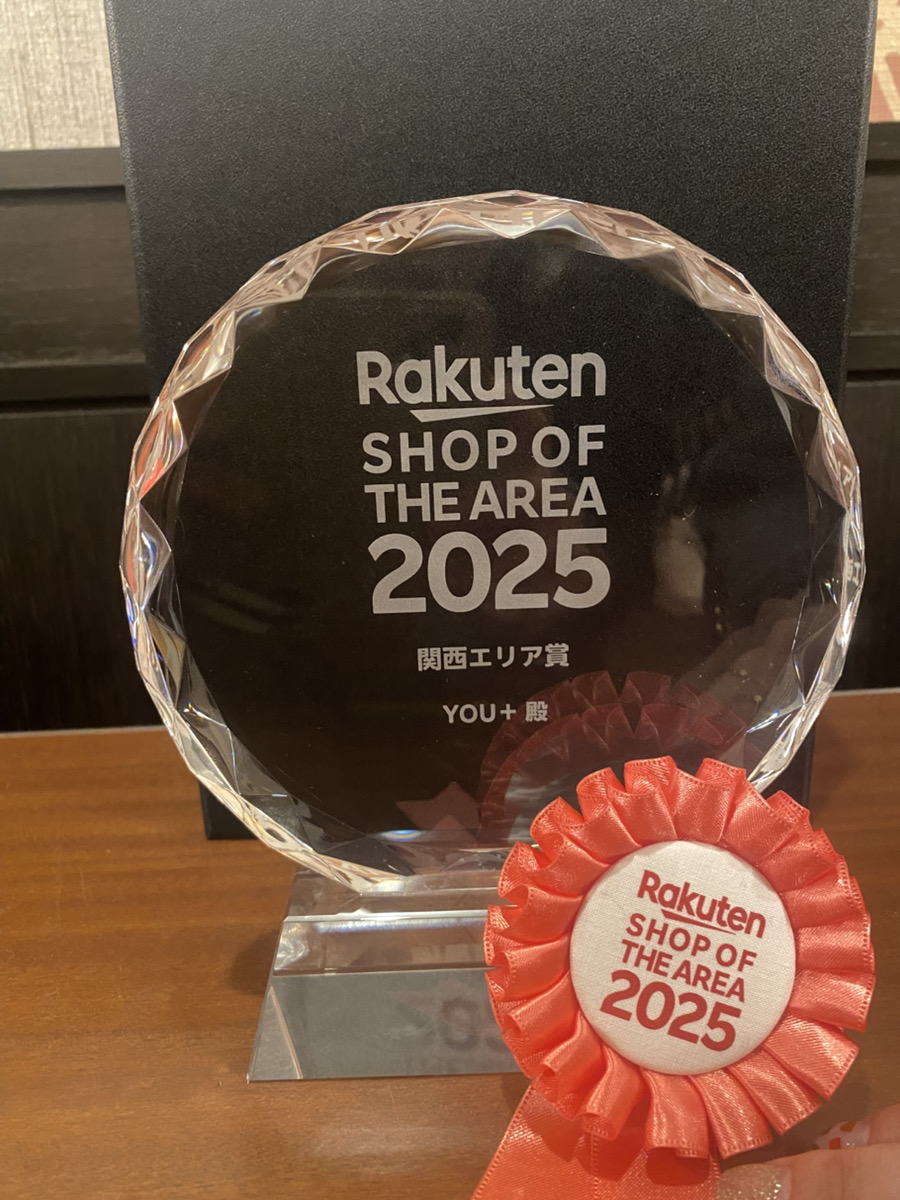 Rakuten
SHOP OF
THE AREA
2025
関西エリア賞
YOU+ 殿
Rakuten
SHOP OF
THE AREA
2025